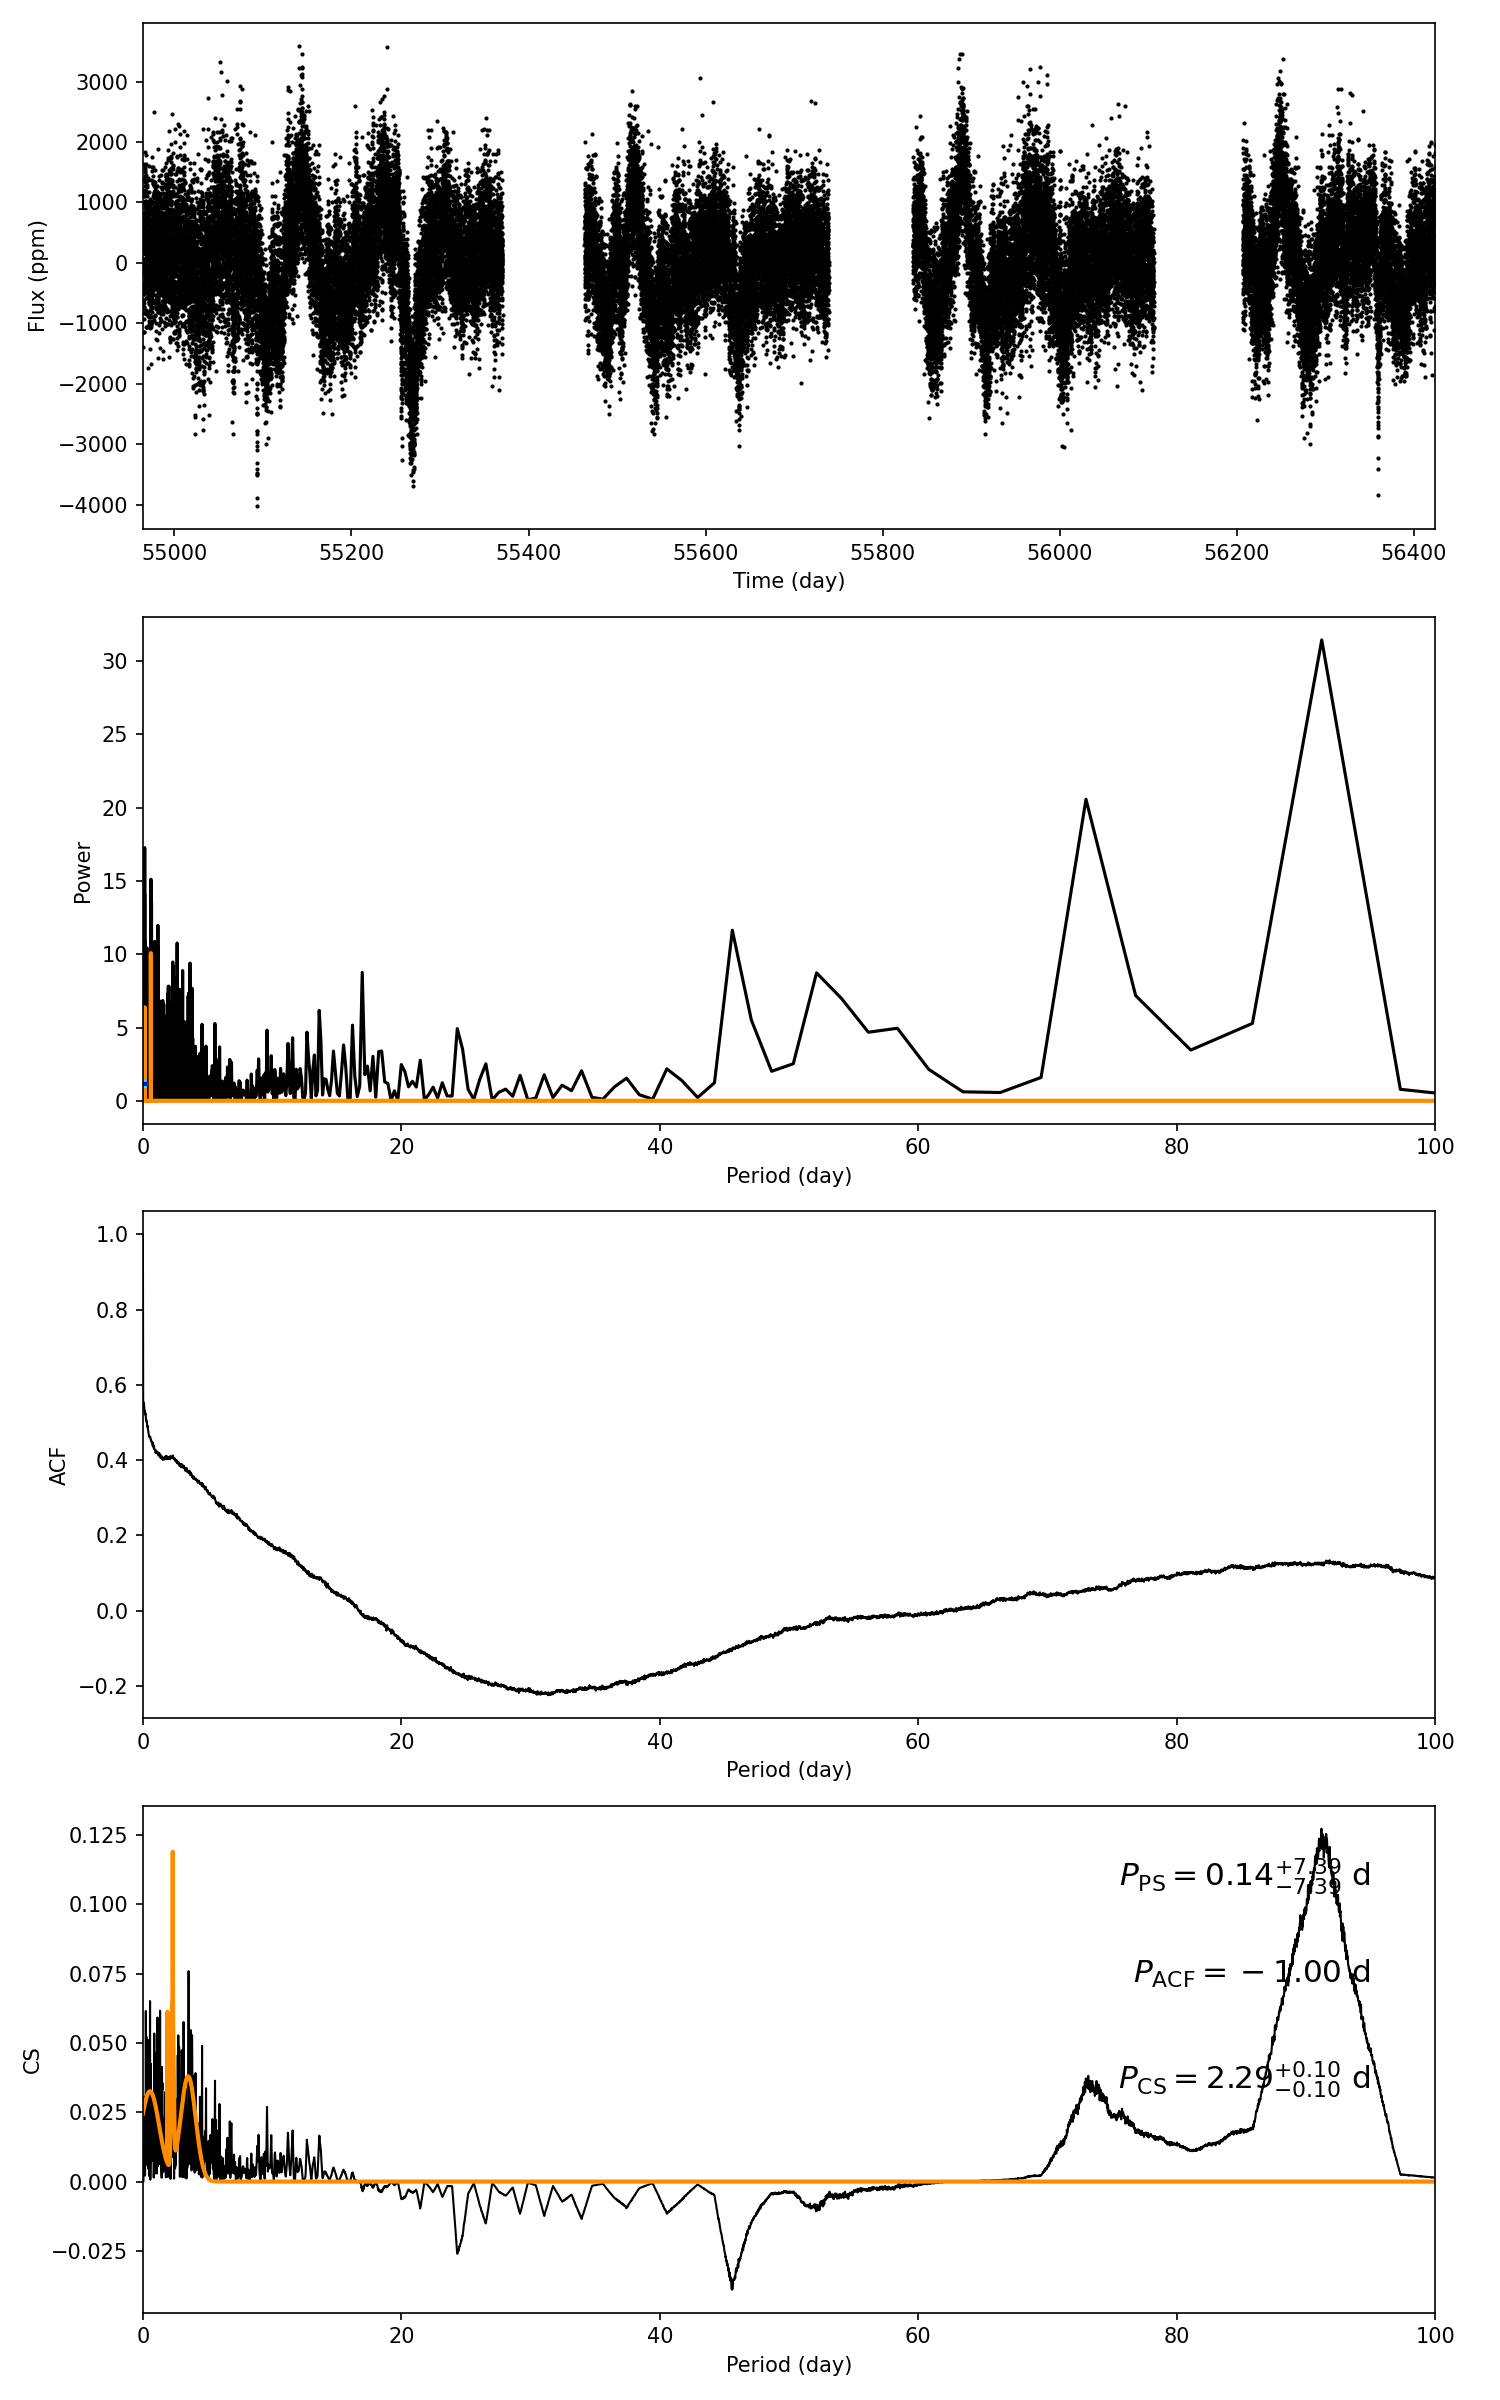 3000
2000
1000
0
−1000
−2000
−3000
−4000
Flux (ppm)
55000 55200 55400 55600 55800 56000 56200 56400
Time (day)
30
25
20
15
10
5
0
Power
0 20 40 60 80 100
Period (day)
1.0
0.8
0.6
0.4
0.2
0.0
−0.2
ACF
0 20 40 60 80 100
Period (day)
0.125
0.100
0.075
0.050
0.025
0.000
−0.025
CS
P_PS = 0.14^{+7.39}_{−7.39} d
P_ACF = −1.00 d
P_CS = 2.29^{+0.10}_{−0.10} d
0 20 40 60 80 100
Period (day)